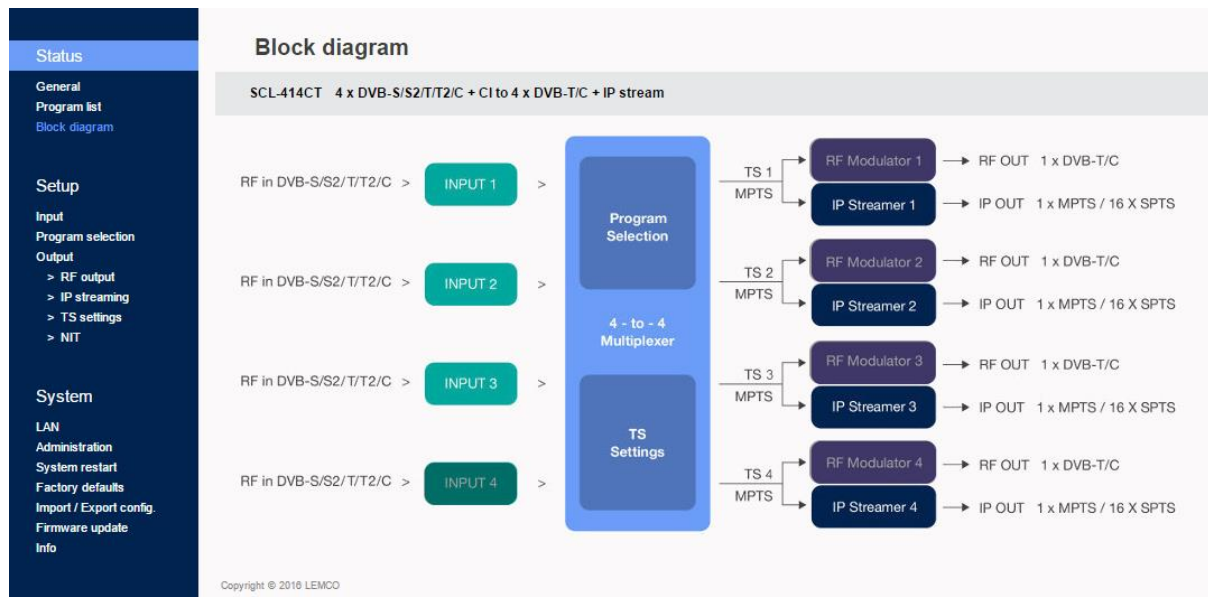 Status
General
Program list
Block diagram
Setup
Input
Program selection
Output
> RF output
> IP streaming
> TS settings
> NIT
System
LAN
Administration
System restart
Factory defaults
Import / Export config.
Firmware update
Info
Block diagram
SCL-414CT 4 x DVB-S/S2/T/T2/C + CI to 4 x DVB-T/C + IP stream
RF in DVB-S/S2/T/T2/C >
INPUT 1
>
RF in DVB-S/S2/T/T2/C >
INPUT 2
>
RF in DVB-S/S2/T/T2/C >
INPUT 3
>
RF in DVB-S/S2/T/T2/C >
INPUT 4
>
Program
Selection
4 - to - 4
Multiplexer
TS
Settings
TS 1
MPTS
RF Modulator 1
RF OUT 1 x DVB-T/C
IP Streamer 1
IP OUT 1 x MPTS / 16 X SPTS
TS 2
MPTS
RF Modulator 2
RF OUT 1 x DVB-T/C
IP Streamer 2
IP OUT 1 x MPTS / 16 X SPTS
TS 3
MPTS
RF Modulator 3
RF OUT 1 x DVB-T/C
IP Streamer 3
IP OUT 1 x MPTS / 16 X SPTS
TS 4
MPTS
RF Modulator 4
RF OUT 1 x DVB-T/C
IP Streamer 4
IP OUT 1 x MPTS / 16 X SPTS
Copyright © 2016 LEMCO